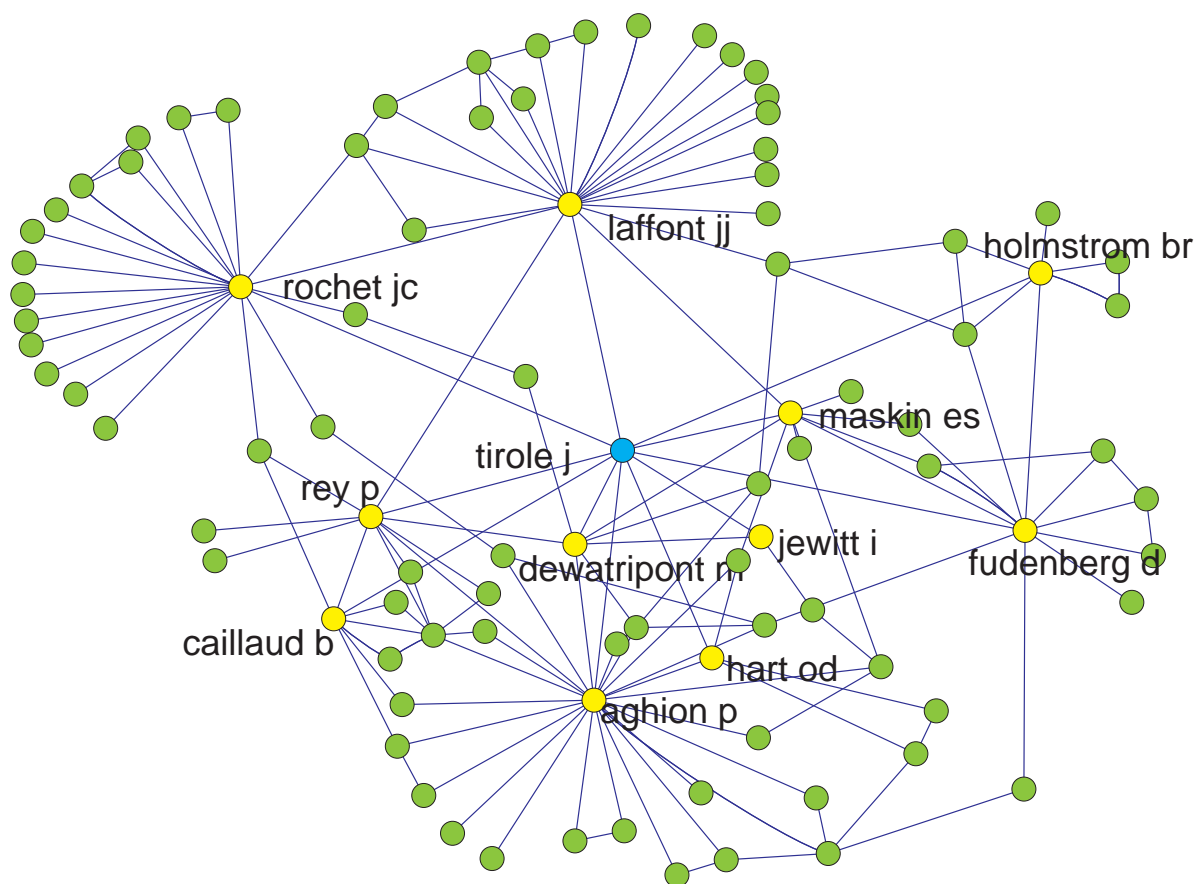 laffont jj
holmstrom br
rochet jc
maskin es
tirole j
rey p
jewitt i
dewatripont m
fudenberg d
caillaud b
hart od
aghion p